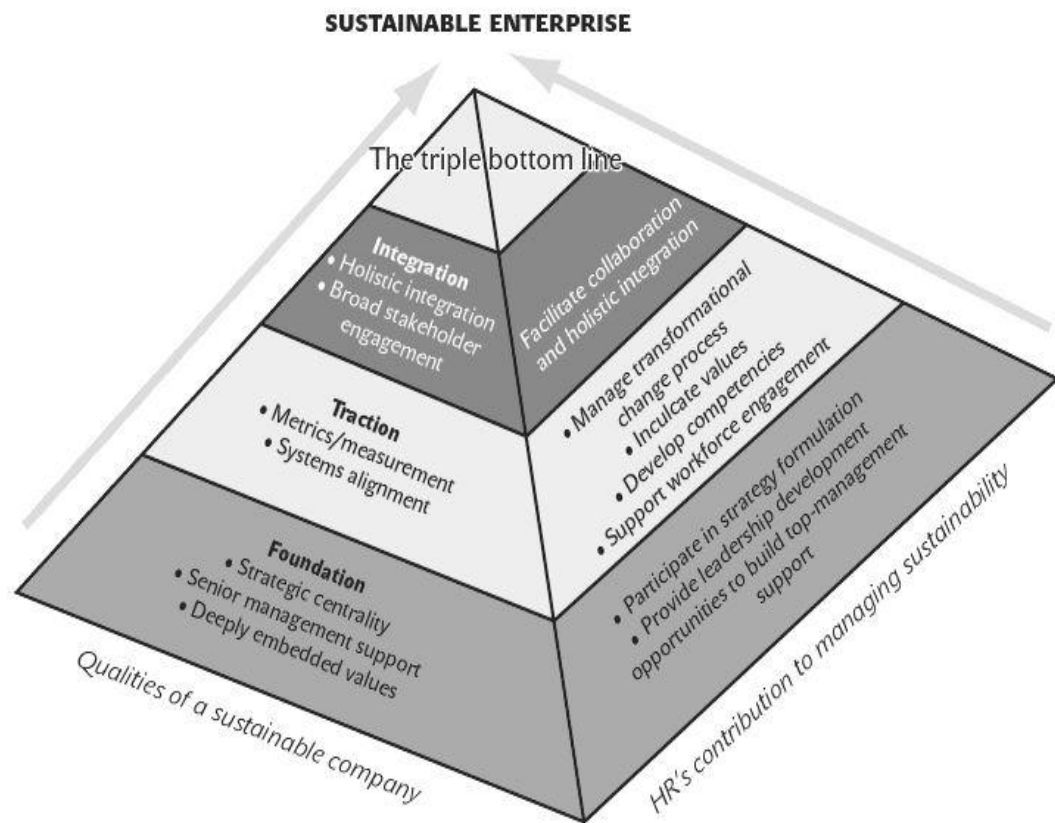 SUSTAINABLE ENTERPRISE
The triple bottom line
Integration
• Holistic integration
• Broad stakeholder
engagement
Facilitate collaboration
and holistic integration
Traction
• Metrics/measurement
• Systems alignment
• Manage transformational
change process
• Inculcate values
• Develop competencies
• Support workforce engagement
Foundation
• Strategic centrality
• Senior management support
• Deeply embedded values
• Participate in strategy formulation
• Provide leadership development
opportunities to build top-management
support
Qualities of a sustainable company
HR's contribution to managing sustainability